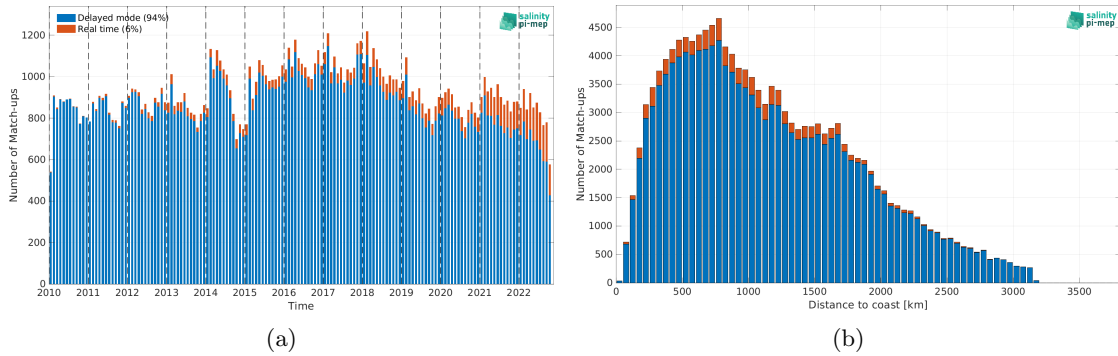 Delayed mode (94%)
Real time (6%)
salinity
pi-mep
1200
1000
800
600
400
200
0
Number of Match-ups
2010 2011 2012 2013 2014 2015 2016 2017 2018 2019 2020 2021 2022
Time
(a)
salinity
pi-mep
4500
4000
3500
3000
2500
2000
1500
1000
500
0
Number of Match-ups
0 500 1000 1500 2000 2500 3000 3500
Distance to coast [km]
(b)